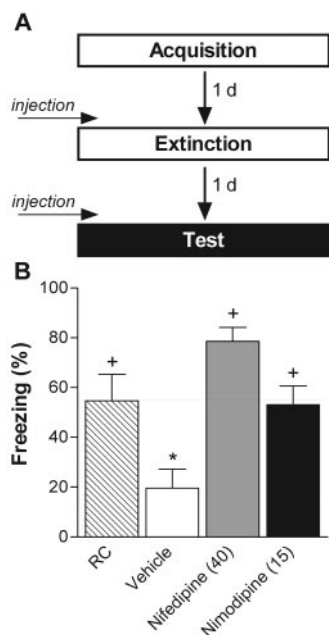 A
Acquisition
injection
1 d
Extinction
injection
1 d
Test
B
Freezing (%)
100
80
60
40
20
0
+
*
+
+
RC
Vehicle
Nifedipine (40)
Nimodipine (15)